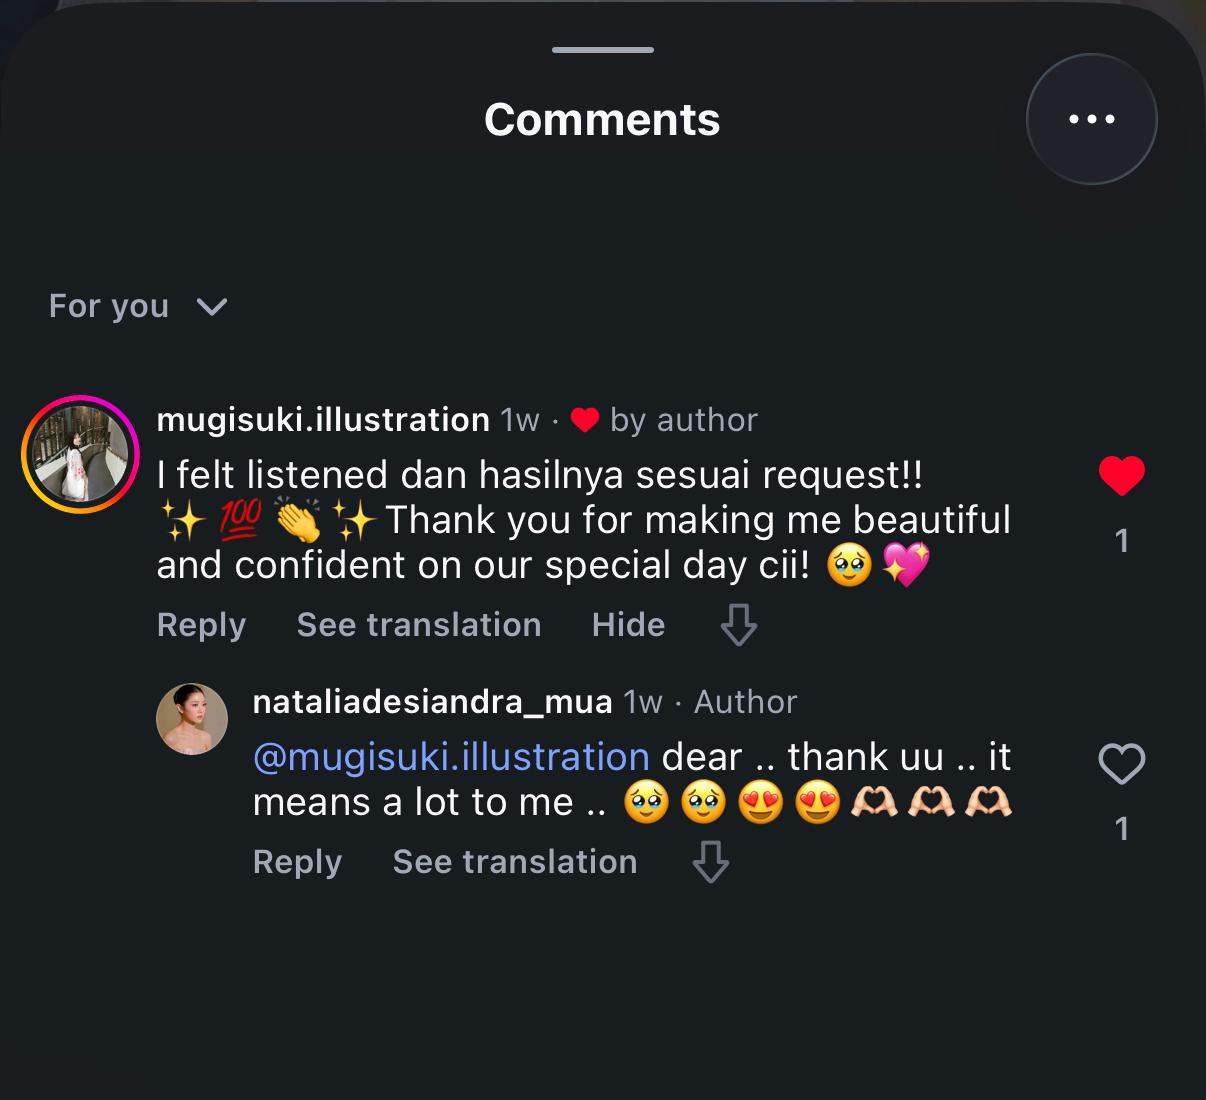 Comments
For you
mugisuki.illustration 1w · ❤️ by author
I felt listened dan hasilnya sesuai request!!
✨ 💯 👏 ✨ Thank you for making me beautiful
and confident on our special day cii! 🥹 💖
1
Reply See translation Hide
nataliadesiandra_mua 1w · Author
@mugisuki.illustration dear .. thank uu .. it
means a lot to me .. 🥹 🥹 😍 😍 🫶🏻 🫶🏻 🫶🏻
1
Reply See translation